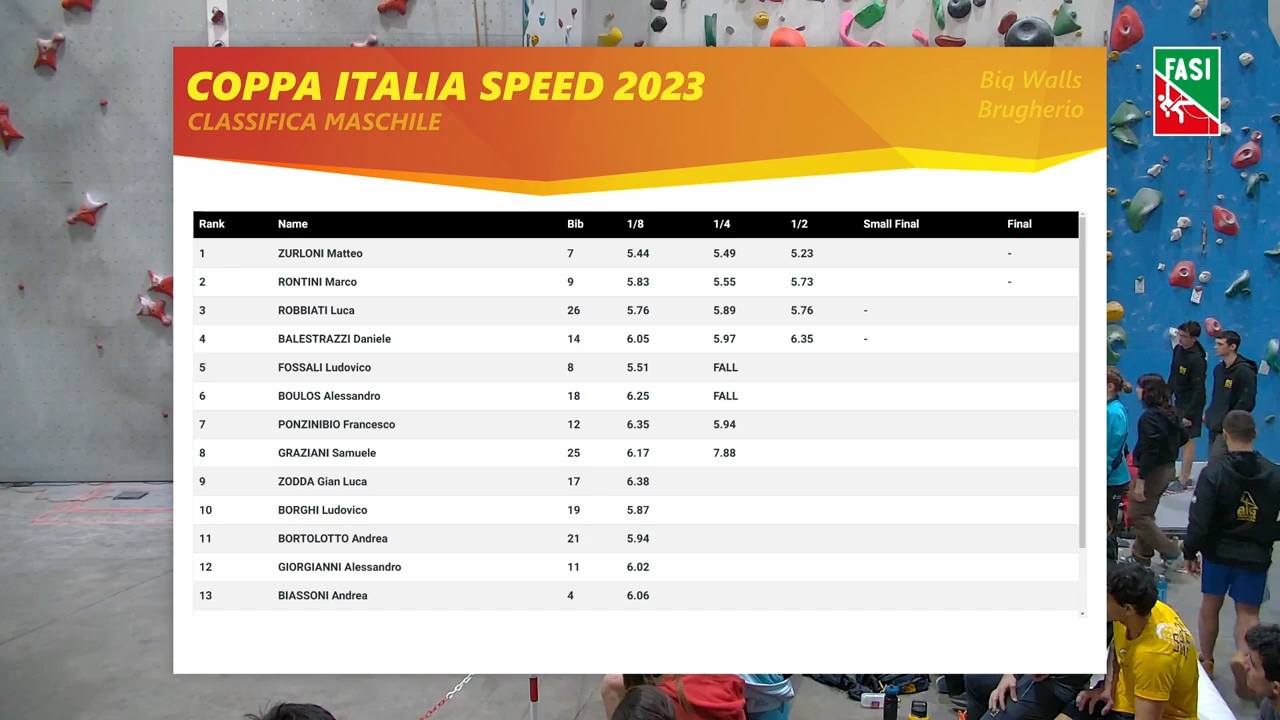 COPPA ITALIA SPEED 2023
CLASSIFICA MASCHILE
Big Walls
Brugherio
FASI
Rank Name Bib 1/8 1/4 1/2 Small Final Final
1 ZURLONI Matteo 7 5.44 5.49 5.23 -
2 RONTINI Marco 9 5.83 5.55 5.73 -
3 ROBBIATI Luca 26 5.76 5.89 5.76 -
4 BALESTRAZZI Daniele 14 6.05 5.97 6.35 -
5 FOSSALI Ludovico 8 5.51 FALL
6 BOULOS Alessandro 18 6.25 FALL
7 PONZINIBIO Francesco 12 6.35 5.94
8 GRAZIANI Samuele 25 6.17 7.88
9 ZODDA Gian Luca 17 6.38
10 BORGHI Ludovico 19 5.87
11 BORTOLOTTO Andrea 21 5.94
12 GIORGIANNI Alessandro 11 6.02
13 BIASSONI Andrea 4 6.06